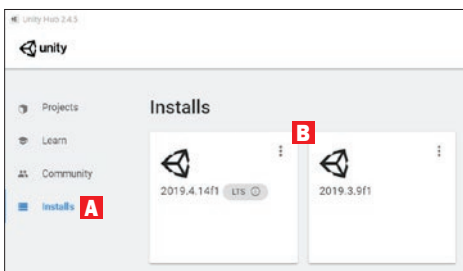 Unity Hub 2.4.5
unity
Projects
Installs
B
Learn
Community
2019.4.14f1 LTS
2019.3.9f1
Installs A